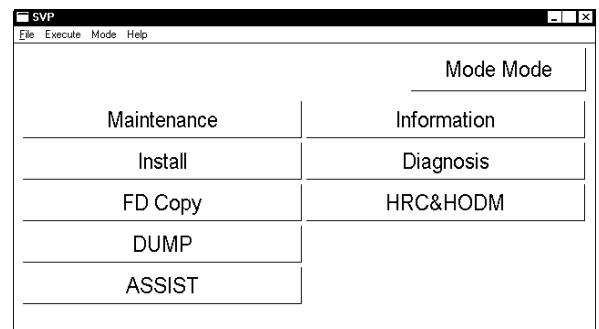 SVP
File Execute Mode Help
Mode Mode
Maintenance Information
Install Diagnosis
FD Copy HRC&HODM
DUMP
ASSIST